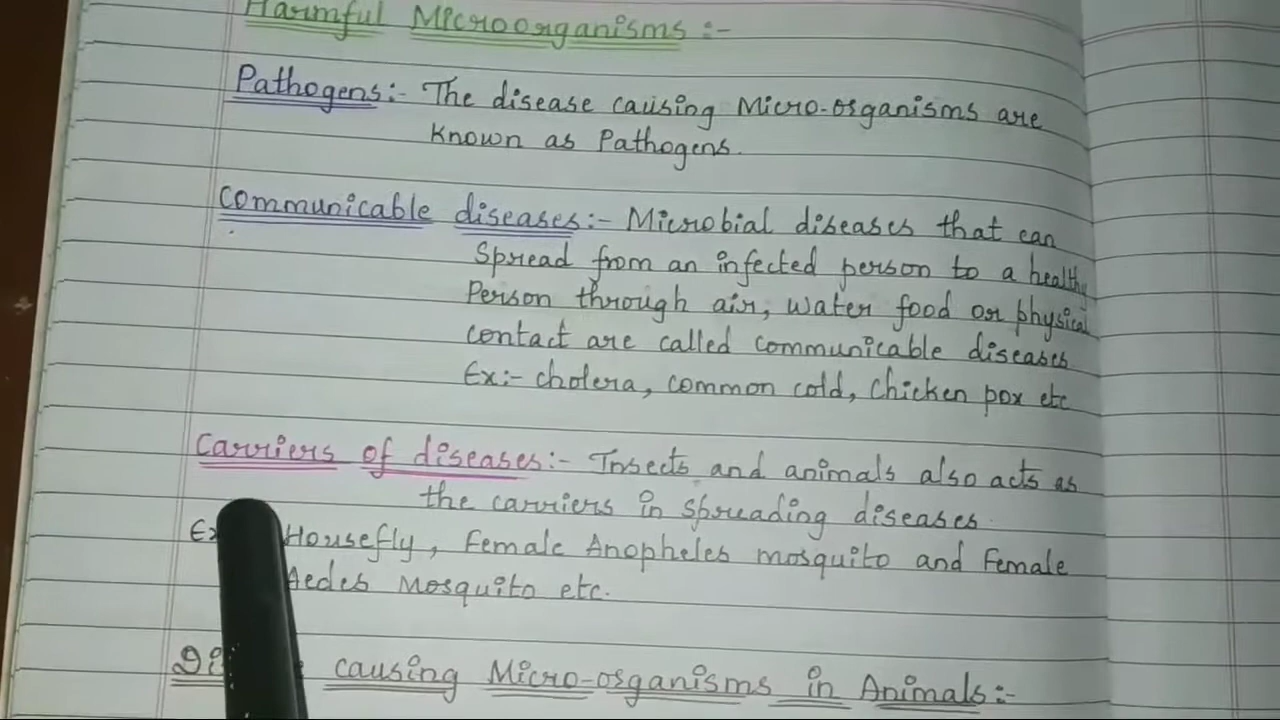 Harmful Microorganisms :-
Pathogens:- The disease causing Micro-organisms are
known as Pathogens.
Communicable diseases:- Microbial diseases that can
Spread from an infected person to a healthy
Person through air, water food or physical
contact are called communicable diseases
Ex:- cholera, common cold, chicken pox etc
Carriers of diseases:- Insects and animals also acts as
the carriers in spreading diseases.
Housefly, Female Anopheles mosquito and Female
Aedes Mosquito etc.
causing Micro-organisms in Animals:-